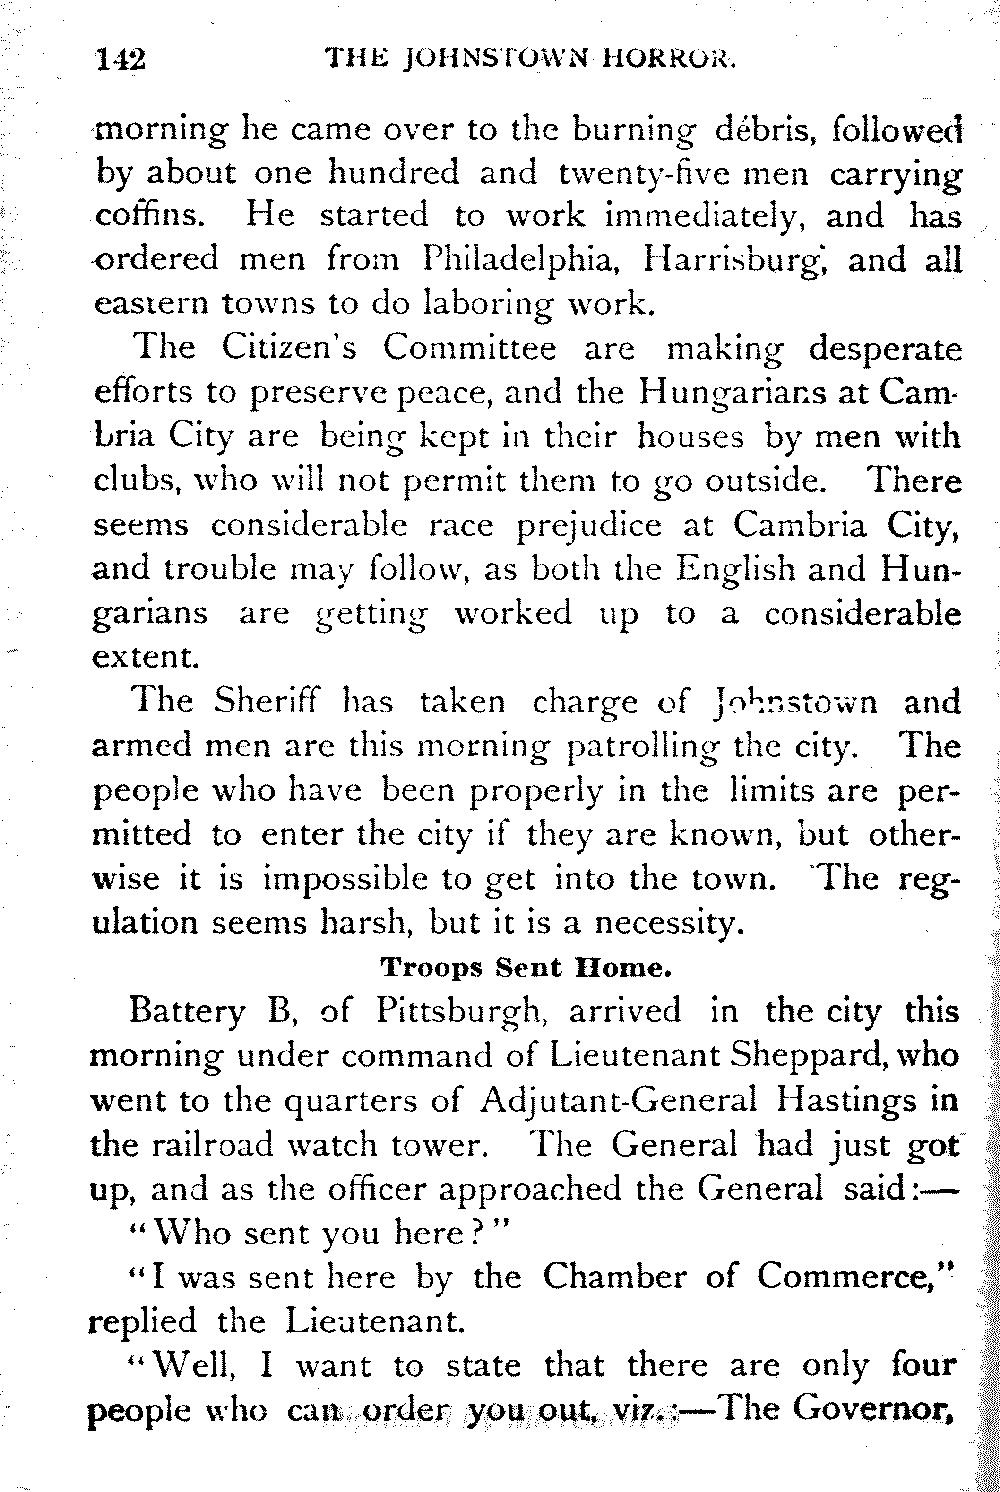 142 THE JOHNSTOWN HORROR.
morning he came over to the burning débris, followed
by about one hundred and twenty-five men carrying
coffins. He started to work immediately, and has
ordered men from Philadelphia, Harrisburg, and all
eastern towns to do laboring work.
The Citizen's Committee are making desperate
efforts to preserve peace, and the Hungarians at Cam-
bria City are being kept in their houses by men with
clubs, who will not permit them to go outside. There
seems considerable race prejudice at Cambria City,
and trouble may follow, as both the English and Hun-
garians are getting worked up to a considerable
extent.
The Sheriff has taken charge of Johnstown and
armed men are this morning patrolling the city. The
people who have been properly in the limits are per-
mitted to enter the city if they are known, but other-
wise it is impossible to get into the town. The reg-
ulation seems harsh, but it is a necessity.
Troops Sent Home.
Battery B, of Pittsburgh, arrived in the city this
morning under command of Lieutenant Sheppard, who
went to the quarters of Adjutant-General Hastings in
the railroad watch tower. The General had just got
up, and as the officer approached the General said:—
"Who sent you here?"
"I was sent here by the Chamber of Commerce,"
replied the Lieutenant.
"Well, I want to state that there are only four
people who can order you out, viz.:—The Governor,